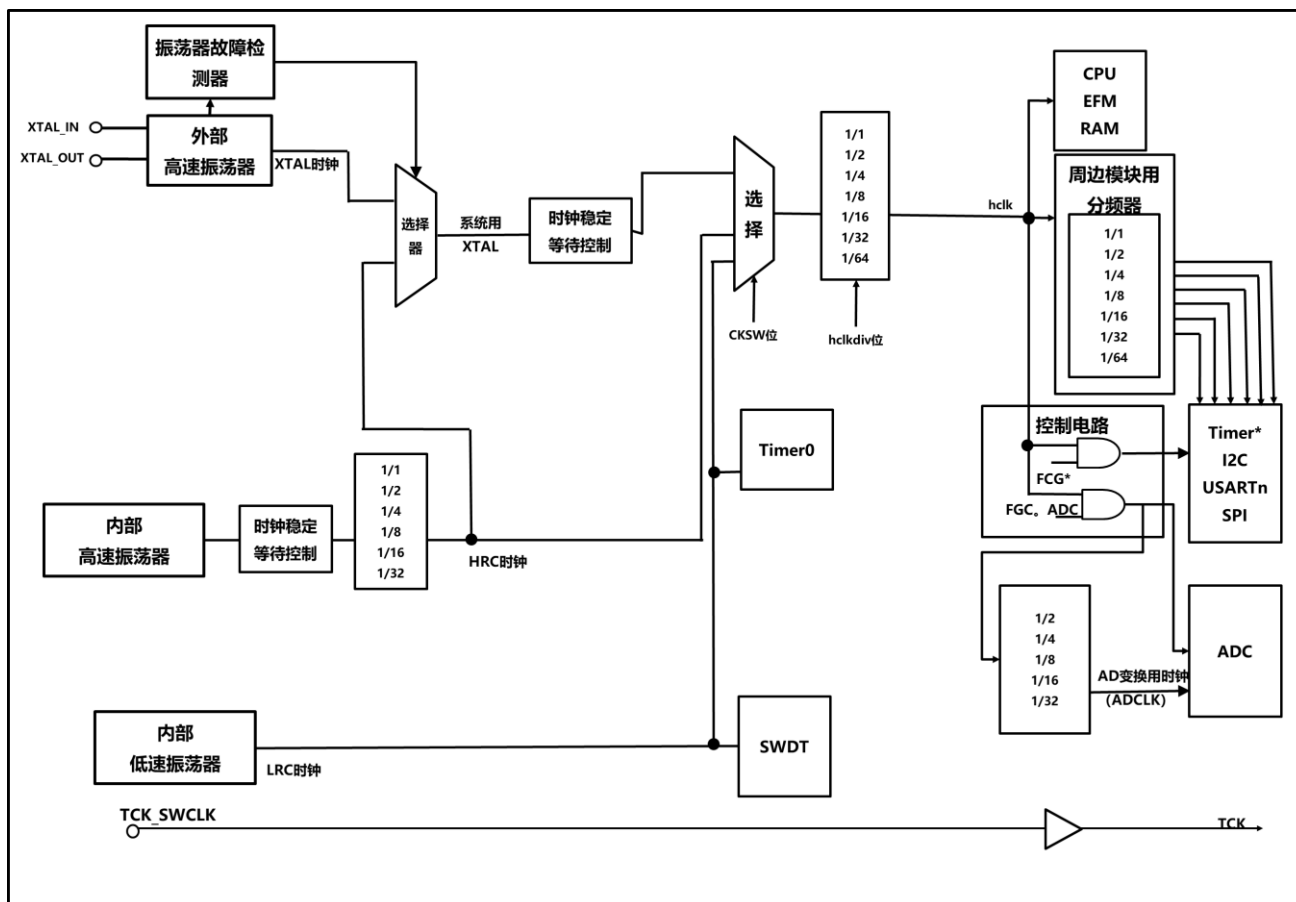 振荡器故障检
测器
XTAL_IN
XTAL_OUT
外部
高速振荡器
XTAL时钟
选择
器
系统用
XTAL
时钟稳定
等待控制
选
择
CKSW位
1/1
1/2
1/4
1/8
1/16
1/32
1/64
hclkdiv位
hclk
CPU
EFM
RAM
周边模块用
分频器
1/1
1/2
1/4
1/8
1/16
1/32
1/64
控制电路
FCG*
FGC。ADC
Timer*
I2C
USARTn
SPI
Timer0
内部
高速振荡器
时钟稳定
等待控制
1/1
1/2
1/4
1/8
1/16
1/32
HRC时钟
1/2
1/4
1/8
1/16
1/32
AD变换用时钟
（ADCLK）
ADC
内部
低速振荡器
LRC时钟
SWDT
TCK_SWCLK
TCK